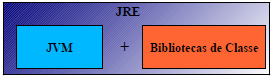 JRE
JVM + Bibliotecas de Classe